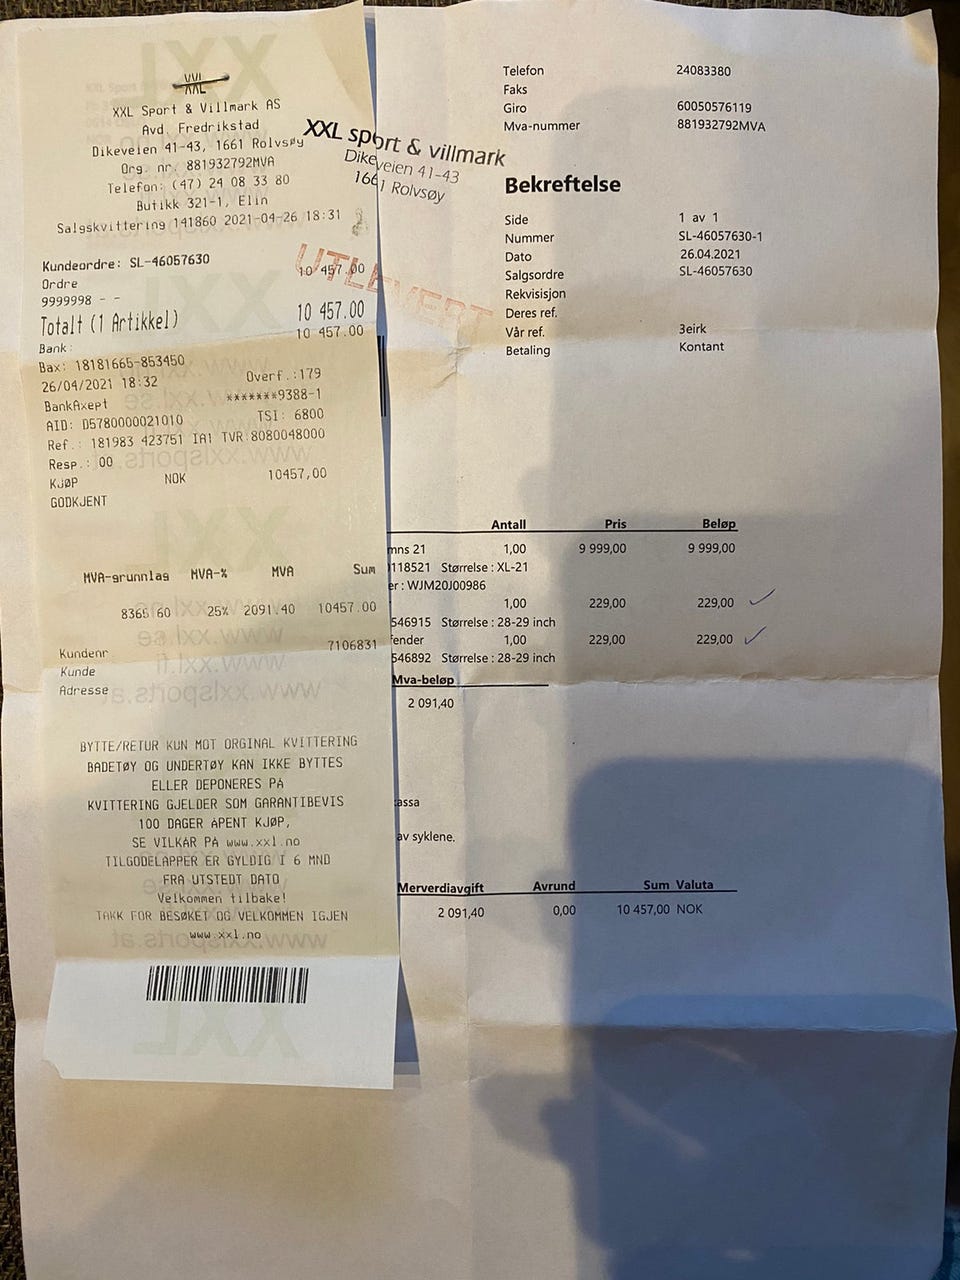 XXL
XXL Sport & Villmark AS
Avd. Fredrikstad
Dikeveien 41-43, 1661 Rolvsøy
Org. nr. 881932792MVA
Telefon: (47) 24 08 33 80
Butikk 321-1, Elin
Salgskvittering 141860 2021-04-26 18:31
Kundeordre: SL-46057630
Ordre 10 457.00
9999998 - -
Totalt (1 Artikkel) 10 457.00
Bank: 10 457.00
Bax: 18181665-853450
26/04/2021 18:32 Overf.:179
BankAxept *******9388-1
AID: D5780000021010 TSI: 6800
Ref.: 181983 423751 IA1 TVR:8080048000
Resp.: 00
KJØP NOK 10457,00
GODKJENT
MVA-grunnlag MVA-% MVA Sum
8365.60 25% 2091.40 10457.00
Kundenr 7106831
Kunde
Adresse
BYTTE/RETUR KUN MOT ORGINAL KVITTERING
BADETØY OG UNDERTØY KAN IKKE BYTTES
ELLER DEPONERES PÅ
KVITTERING GJELDER SOM GARANTIBEVIS
100 DAGER ÅPENT KJØP,
SE VILKÅR PÅ www.xxl.no
TILGODELAPPER ER GYLDIG I 6 MND
FRA UTSTEDT DATO
Velkommen tilbake!
TAKK FOR BESØKET OG VELKOMMEN IGJEN
www.xxl.no
XXL sport & villmark
Dikeveien 41-43
1661 Rolvsøy
UTLEVERT
Telefon 24083380
Faks
Giro 60050576119
Mva-nummer 881932792MVA
Bekreftelse
Side 1 av 1
Nummer SL-46057630-1
Dato 26.04.2021
Salgsordre SL-46057630
Rekvisisjon
Deres ref.
Vår ref. 3eirk
Betaling Kontant
Antall Pris Beløp
mns 21 1,00 9 999,00 9 999,00
118521 Størrelse : XL-21
er : WJM20J00986
1,00 229,00 229,00
546915 Størrelse : 28-29 inch
fender 1,00 229,00 229,00
546892 Størrelse : 28-29 inch
Mva-beløp
2 091,40
assa
av syklene.
Merverdiavgift Avrund Sum Valuta
2 091,40 0,00 10 457,00 NOK